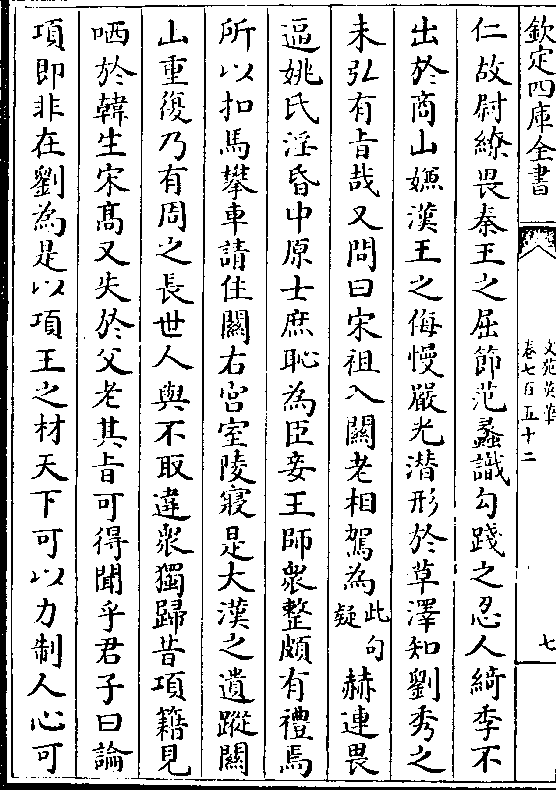 欽定四庫全書
文苑英華
卷七百五十二
七
仁故尉繚畏秦王之屈節范蠡識勾踐之忍人綺季不
出於商山嫌漢王之侮慢嚴光潜形於草澤知劉秀之
未弘有旨哉又問曰宋祖入關老相駕為此句疑赫連畏
逼姚氏淫昏中原士庶恥為臣妾王師衆整頗有禮焉
所以扣馬攀車請住關右宫室陵寢是大漢之遺蹤關
山重復乃有周之長世人與不取違衆獨歸昔項籍見
哂於韓生宋髙又失於父老其旨可得聞乎君子曰論
項即非在劉為是以項王之材天下可以力制人心可